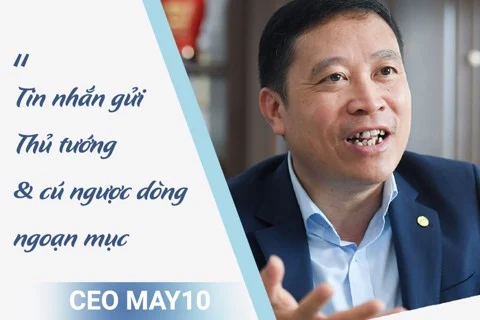 "
Tin nhắn gửi
Thủ tướng
& cú ngược dòng
ngoạn mục
CEO MAY10